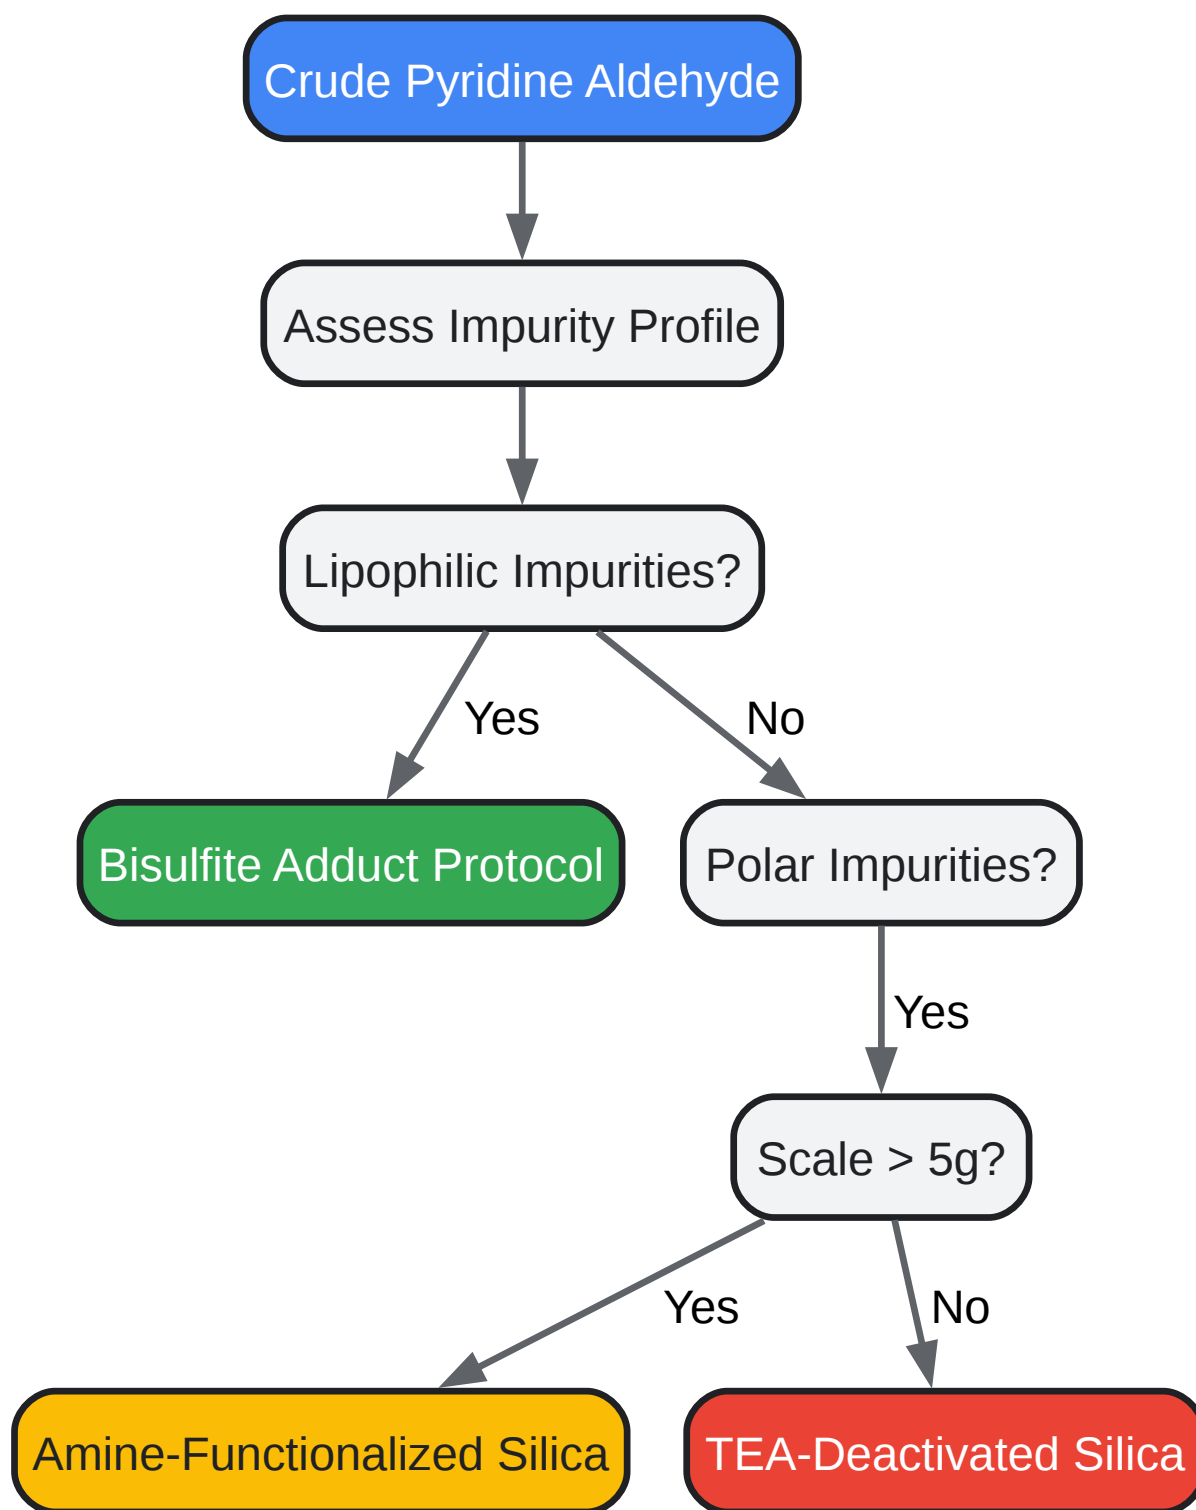 Crude Pyridine Aldehyde
Assess Impurity Profile
Lipophilic Impurities?
Yes
No
Bisulfite Adduct Protocol
Polar Impurities?
Yes
Scale > 5g?
Yes
No
Amine-Functionalized Silica
TEA-Deactivated Silica